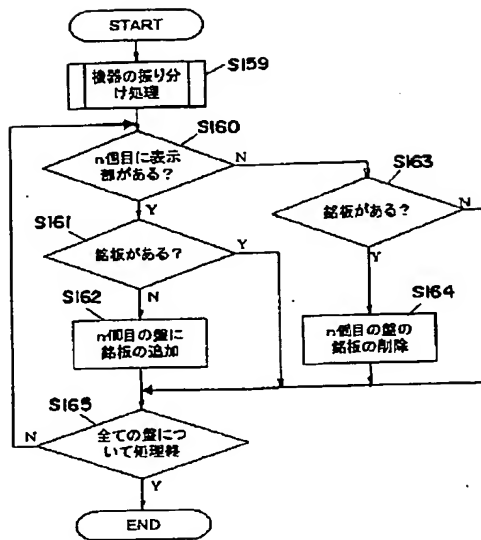 START
機器の振り分
け処理
S159
S160
n個目に表示
部がある?
N
S163
Y
銘板がある?
N
S161
銘板がある?
Y
Y
N
S162
S164
n個目の盤に
銘板の追加
n個目の盤の
銘板の削除
S165
N
全ての盤につ
いて処理終
Y
END